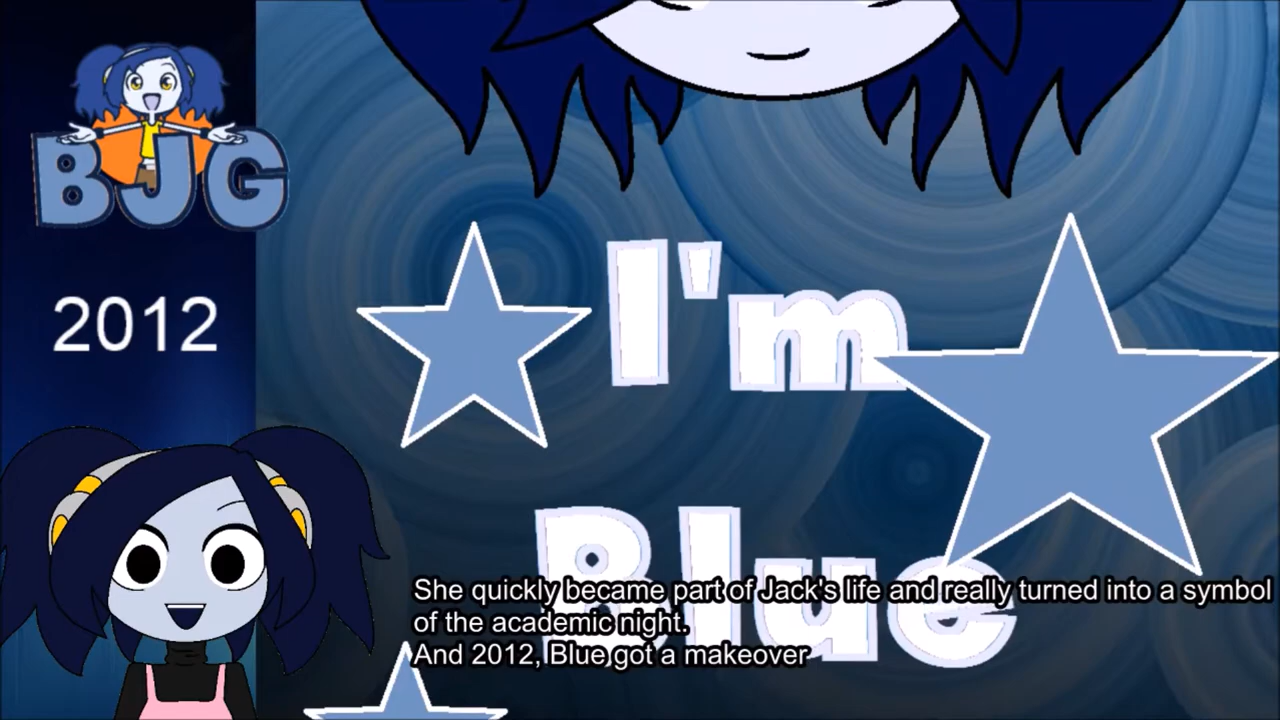 BJG
2012
I'm
Blue
She quickly became part of Jack's life and really turned into a symbol
of the academic night.
And 2012, Blue got a makeover